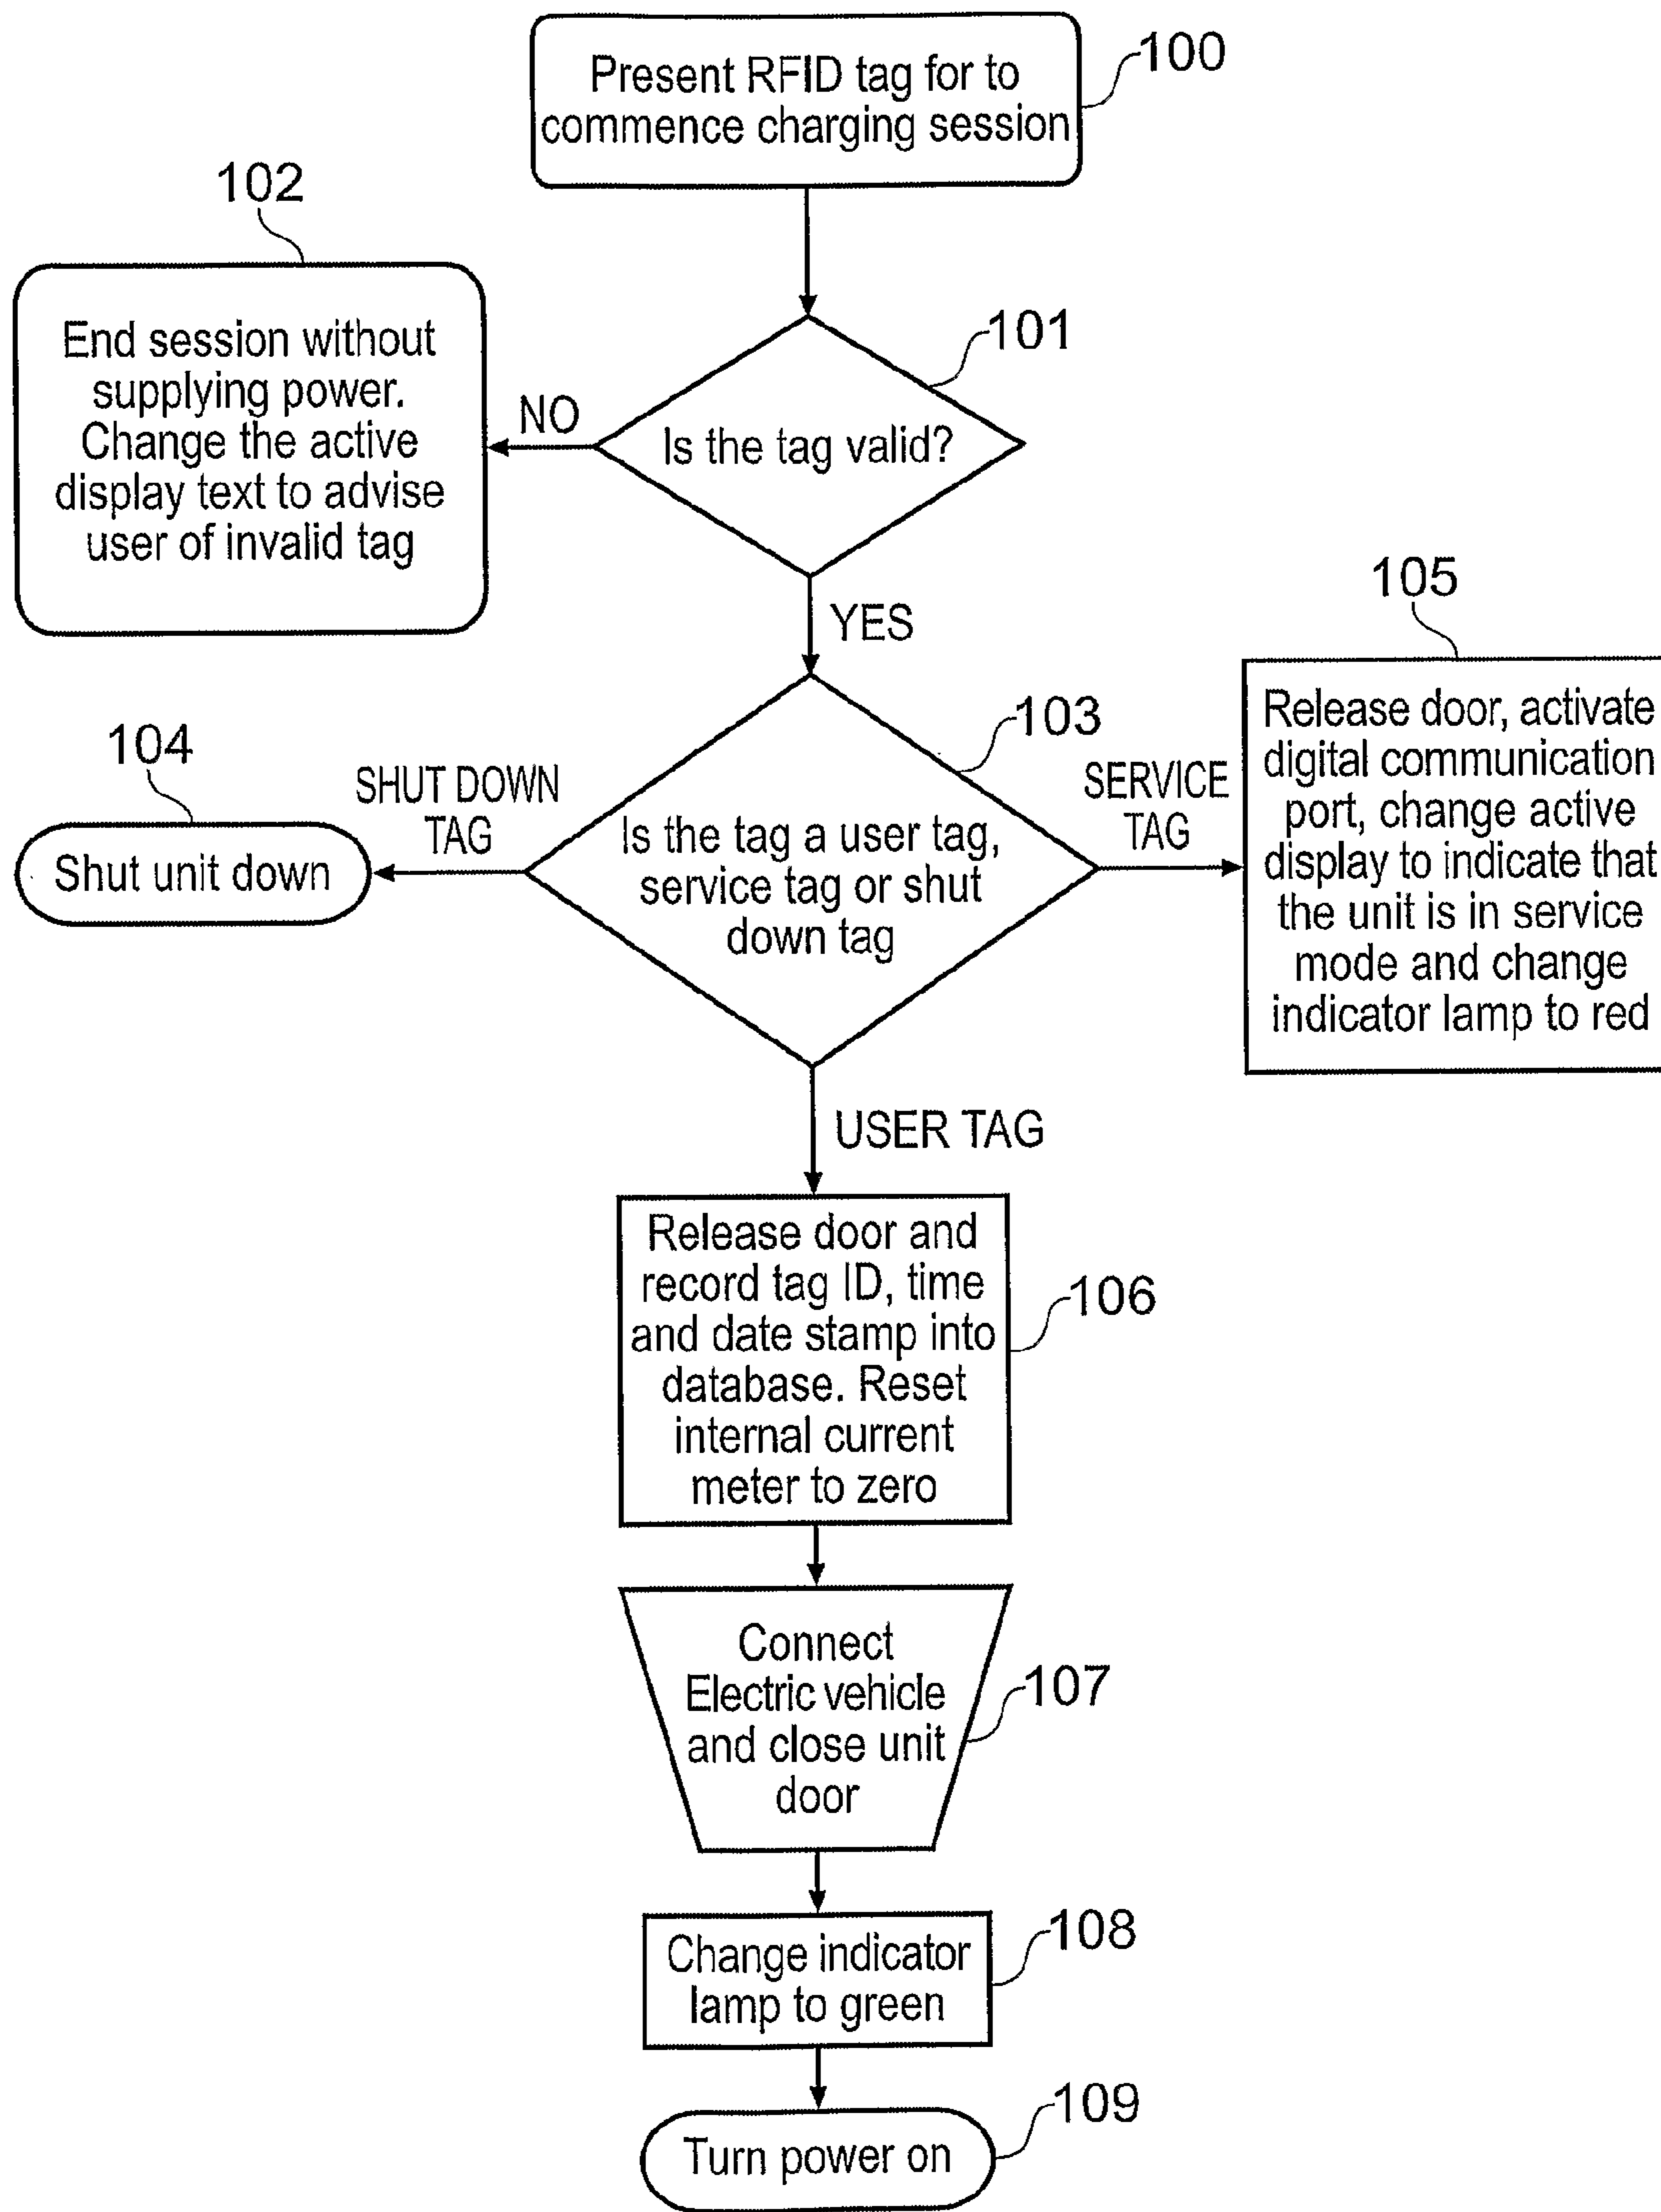 Present RFID tag for to
commence charging session
100
102
End session without
supplying power.
Change the active
display text to advise
user of invalid tag
NO
101
Is the tag valid?
YES
105
Release door, activate
digital communication
port, change active
display to indicate that
the unit is in service
mode and change
indicator lamp to red
104
Shut unit down
SHUT DOWN
TAG
103
Is the tag a user tag,
service tag or shut
down tag
SERVICE
TAG
USER TAG
Release door and
record tag ID, time
and date stamp into
database. Reset
internal current
meter to zero
106
Connect
Electric vehicle
and close unit
door
107
Change indicator
lamp to green
108
Turn power on
109